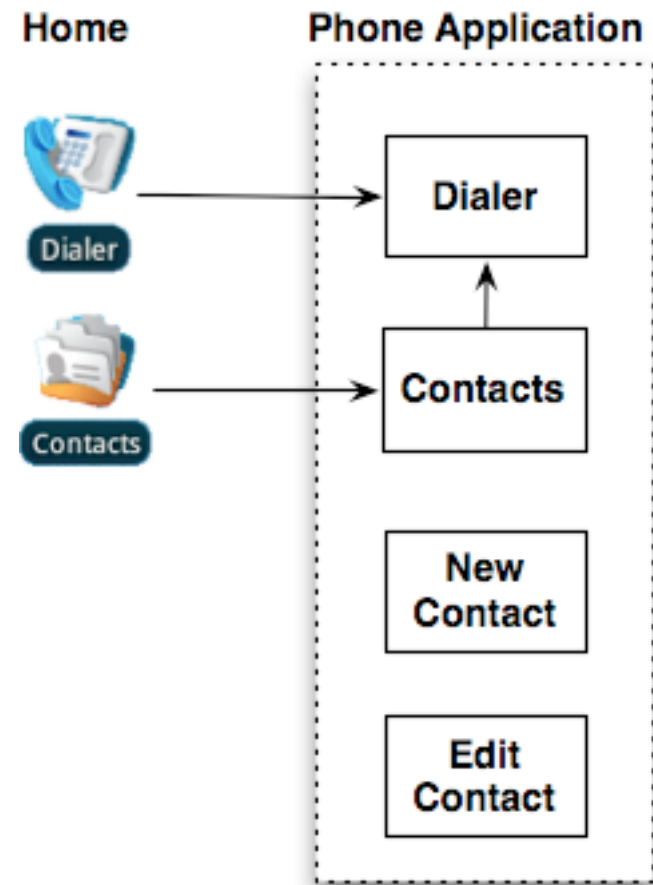 Home
Phone Application
Dialer
Dialer
Contacts
Contacts
New
Contact
Edit
Contact